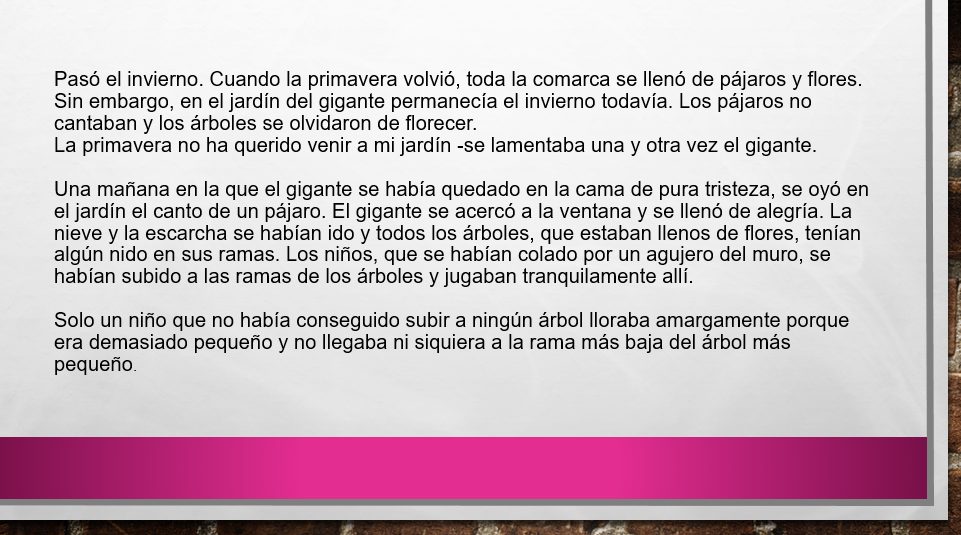 Pasó el invierno. Cuando la primavera volvió, toda la comarca se llenó de pájaros y flores.
Sin embargo, en el jardín del gigante permanecía el invierno todavía. Los pájaros no
cantaban y los árboles se olvidaron de florecer.
La primavera no ha querido venir a mi jardín -se lamentaba una y otra vez el gigante.
Una mañana en la que el gigante se había quedado en la cama de pura tristeza, se oyó en
el jardín el canto de un pájaro. El gigante se acercó a la ventana y se llenó de alegría. La
nieve y la escarcha se habían ido y todos los árboles, que estaban llenos de flores, tenían
algún nido en sus ramas. Los niños, que se habían colado por un agujero del muro, se
habían subido a las ramas de los árboles y jugaban tranquilamente allí.
Solo un niño que no había conseguido subir a ningún árbol lloraba amargamente porque
era demasiado pequeño y no llegaba ni siquiera a la rama más baja del árbol más
pequeño.